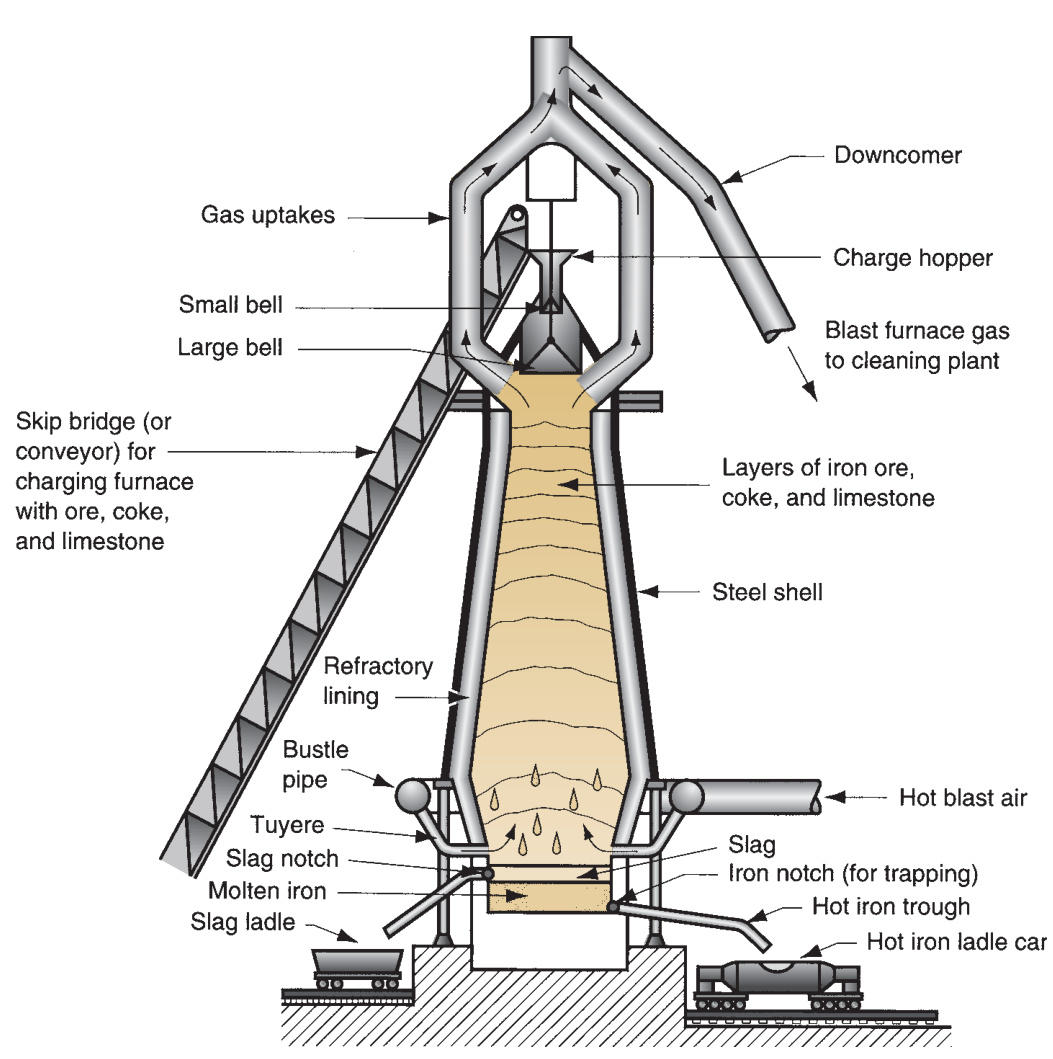 Downcomer
Gas uptakes
Charge hopper
Small bell
Blast furnace gas
to cleaning plant
Large bell
Skip bridge (or
conveyor) for
charging furnace
with ore, coke,
and limestone
Layers of iron ore,
coke, and limestone
Steel shell
Refractory
lining
Bustle
pipe
Hot blast air
Tuyere
Slag
Slag notch
Iron notch (for trapping)
Molten iron
Hot iron trough
Slag ladle
Hot iron ladle car